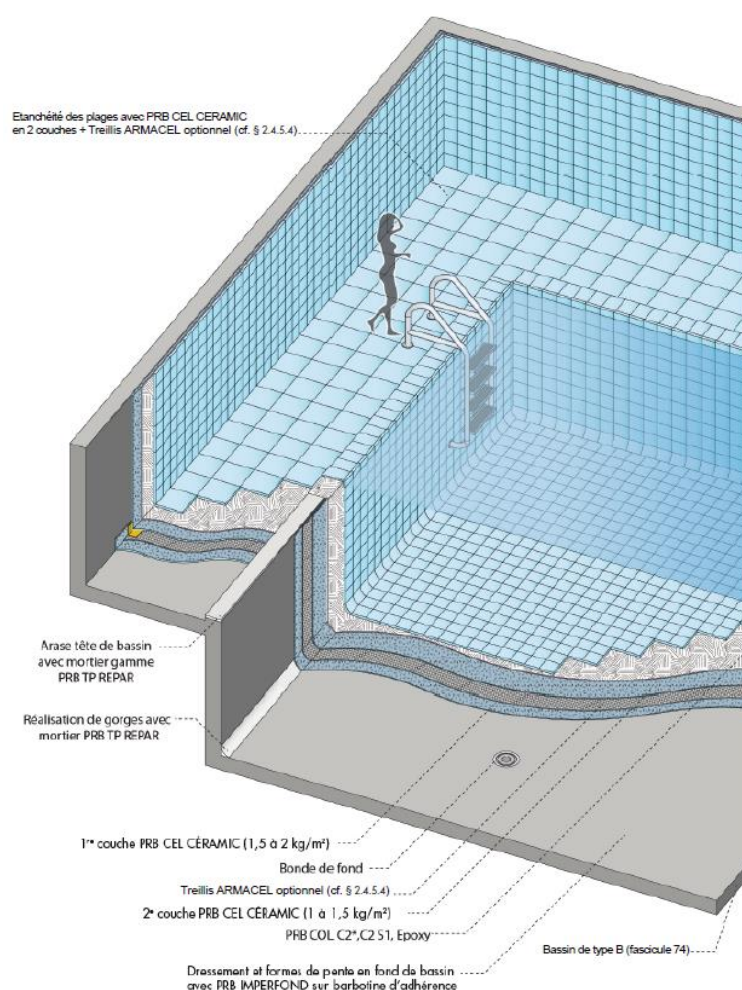 Etanchéité des plages avec PRB CEL CERAMIC
en 2 couches + Treillis ARMACEL optionnel (cf. § 2.4.5.4)
Arase tête de bassin
avec mortier gamme
PRB TP REPAR
Réalisation de gorges avec
mortier PRB TP REPAR
1re couche PRB CEL CÉRAMIC (1,5 à 2 kg/m²)
Bonde de fond
Treillis ARMACEL optionnel (cf. § 2.4.5.4)
2e couche PRB CEL CÉRAMIC (1 à 1,5 kg/m²)
PRB COL C2*,C2 S1, Epoxy
Bassin de type B (fascicule 74)
Dressement et formes de pente en fond de bassin
avec PRB IMPERFOND sur barbotine d'adhérence